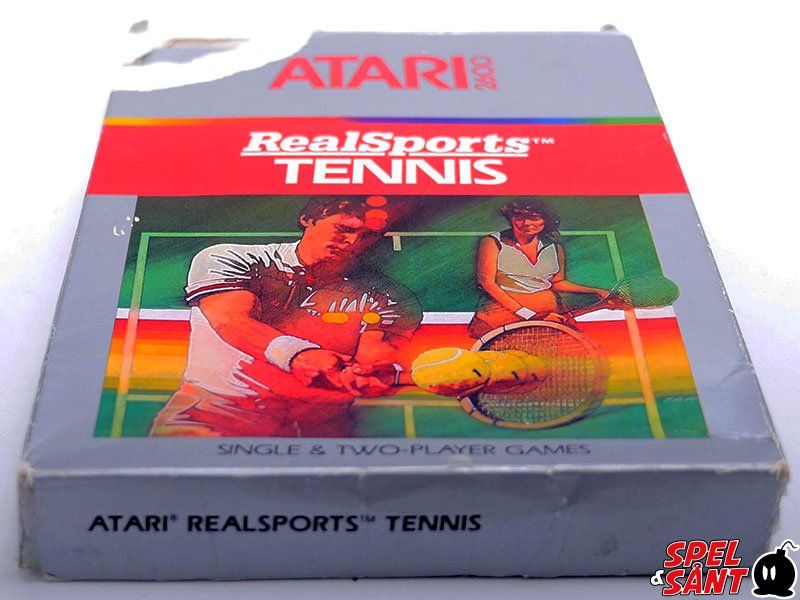 ATARI 2600
RealSports™
TENNIS
SINGLE & TWO-PLAYER GAMES
ATARI® REALSPORTS™ TENNIS
SPEL
& SÅNT